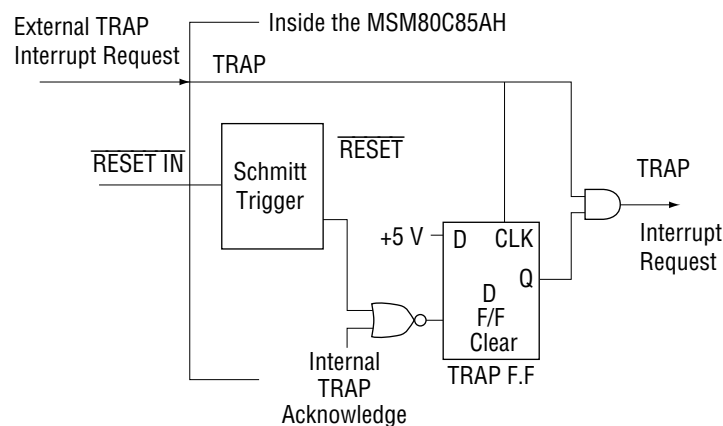 External TRAP
Interrupt Request
Inside the MSM80C85AH
TRAP
RESET IN
Schmitt
Trigger
RESET
TRAP
Interrupt
Request
+5 V
D
CLK
Q
D
F/F
Clear
TRAP F.F
Internal
TRAP
Acknowledge